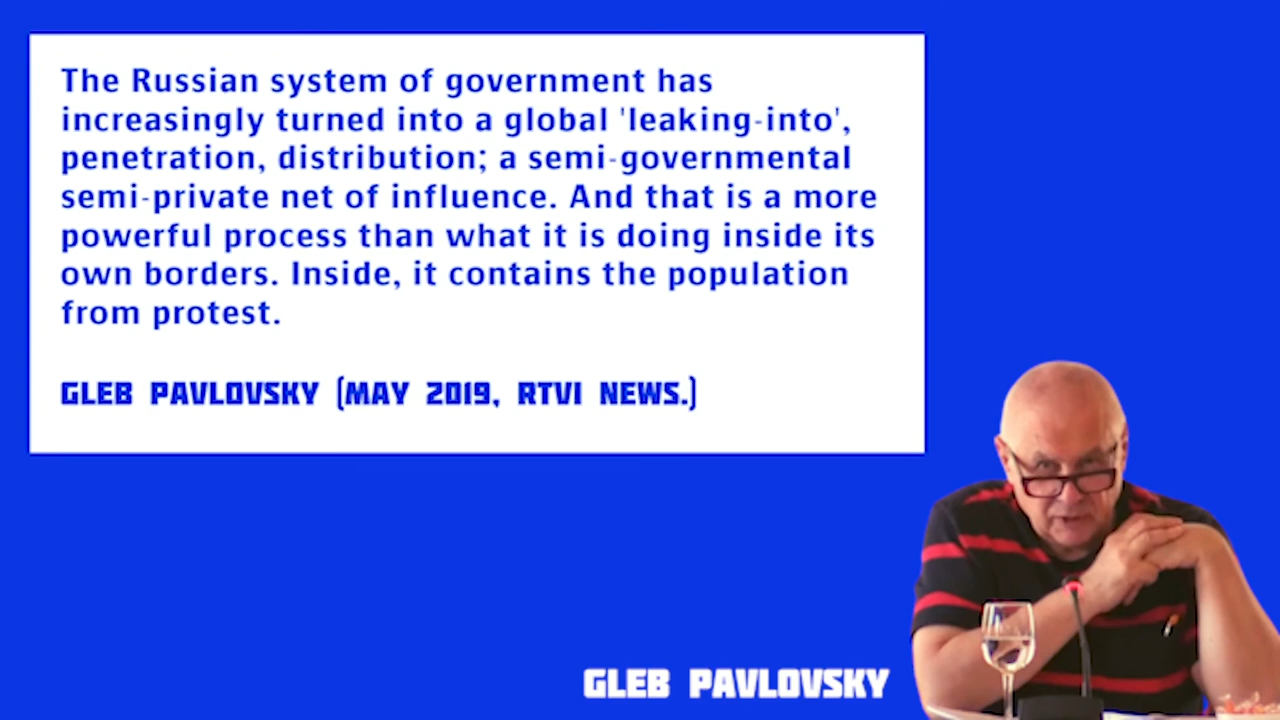 The Russian system of government has
increasingly turned into a global 'leaking-into',
penetration, distribution; a semi-governmental
semi-private net of influence. And that is a more
powerful process than what it is doing inside its
own borders. Inside, it contains the population
from protest.
GLEB PAVLOVSKY (MAY 2019, RTVI NEWS.)
GLEB PAVLOVSKY